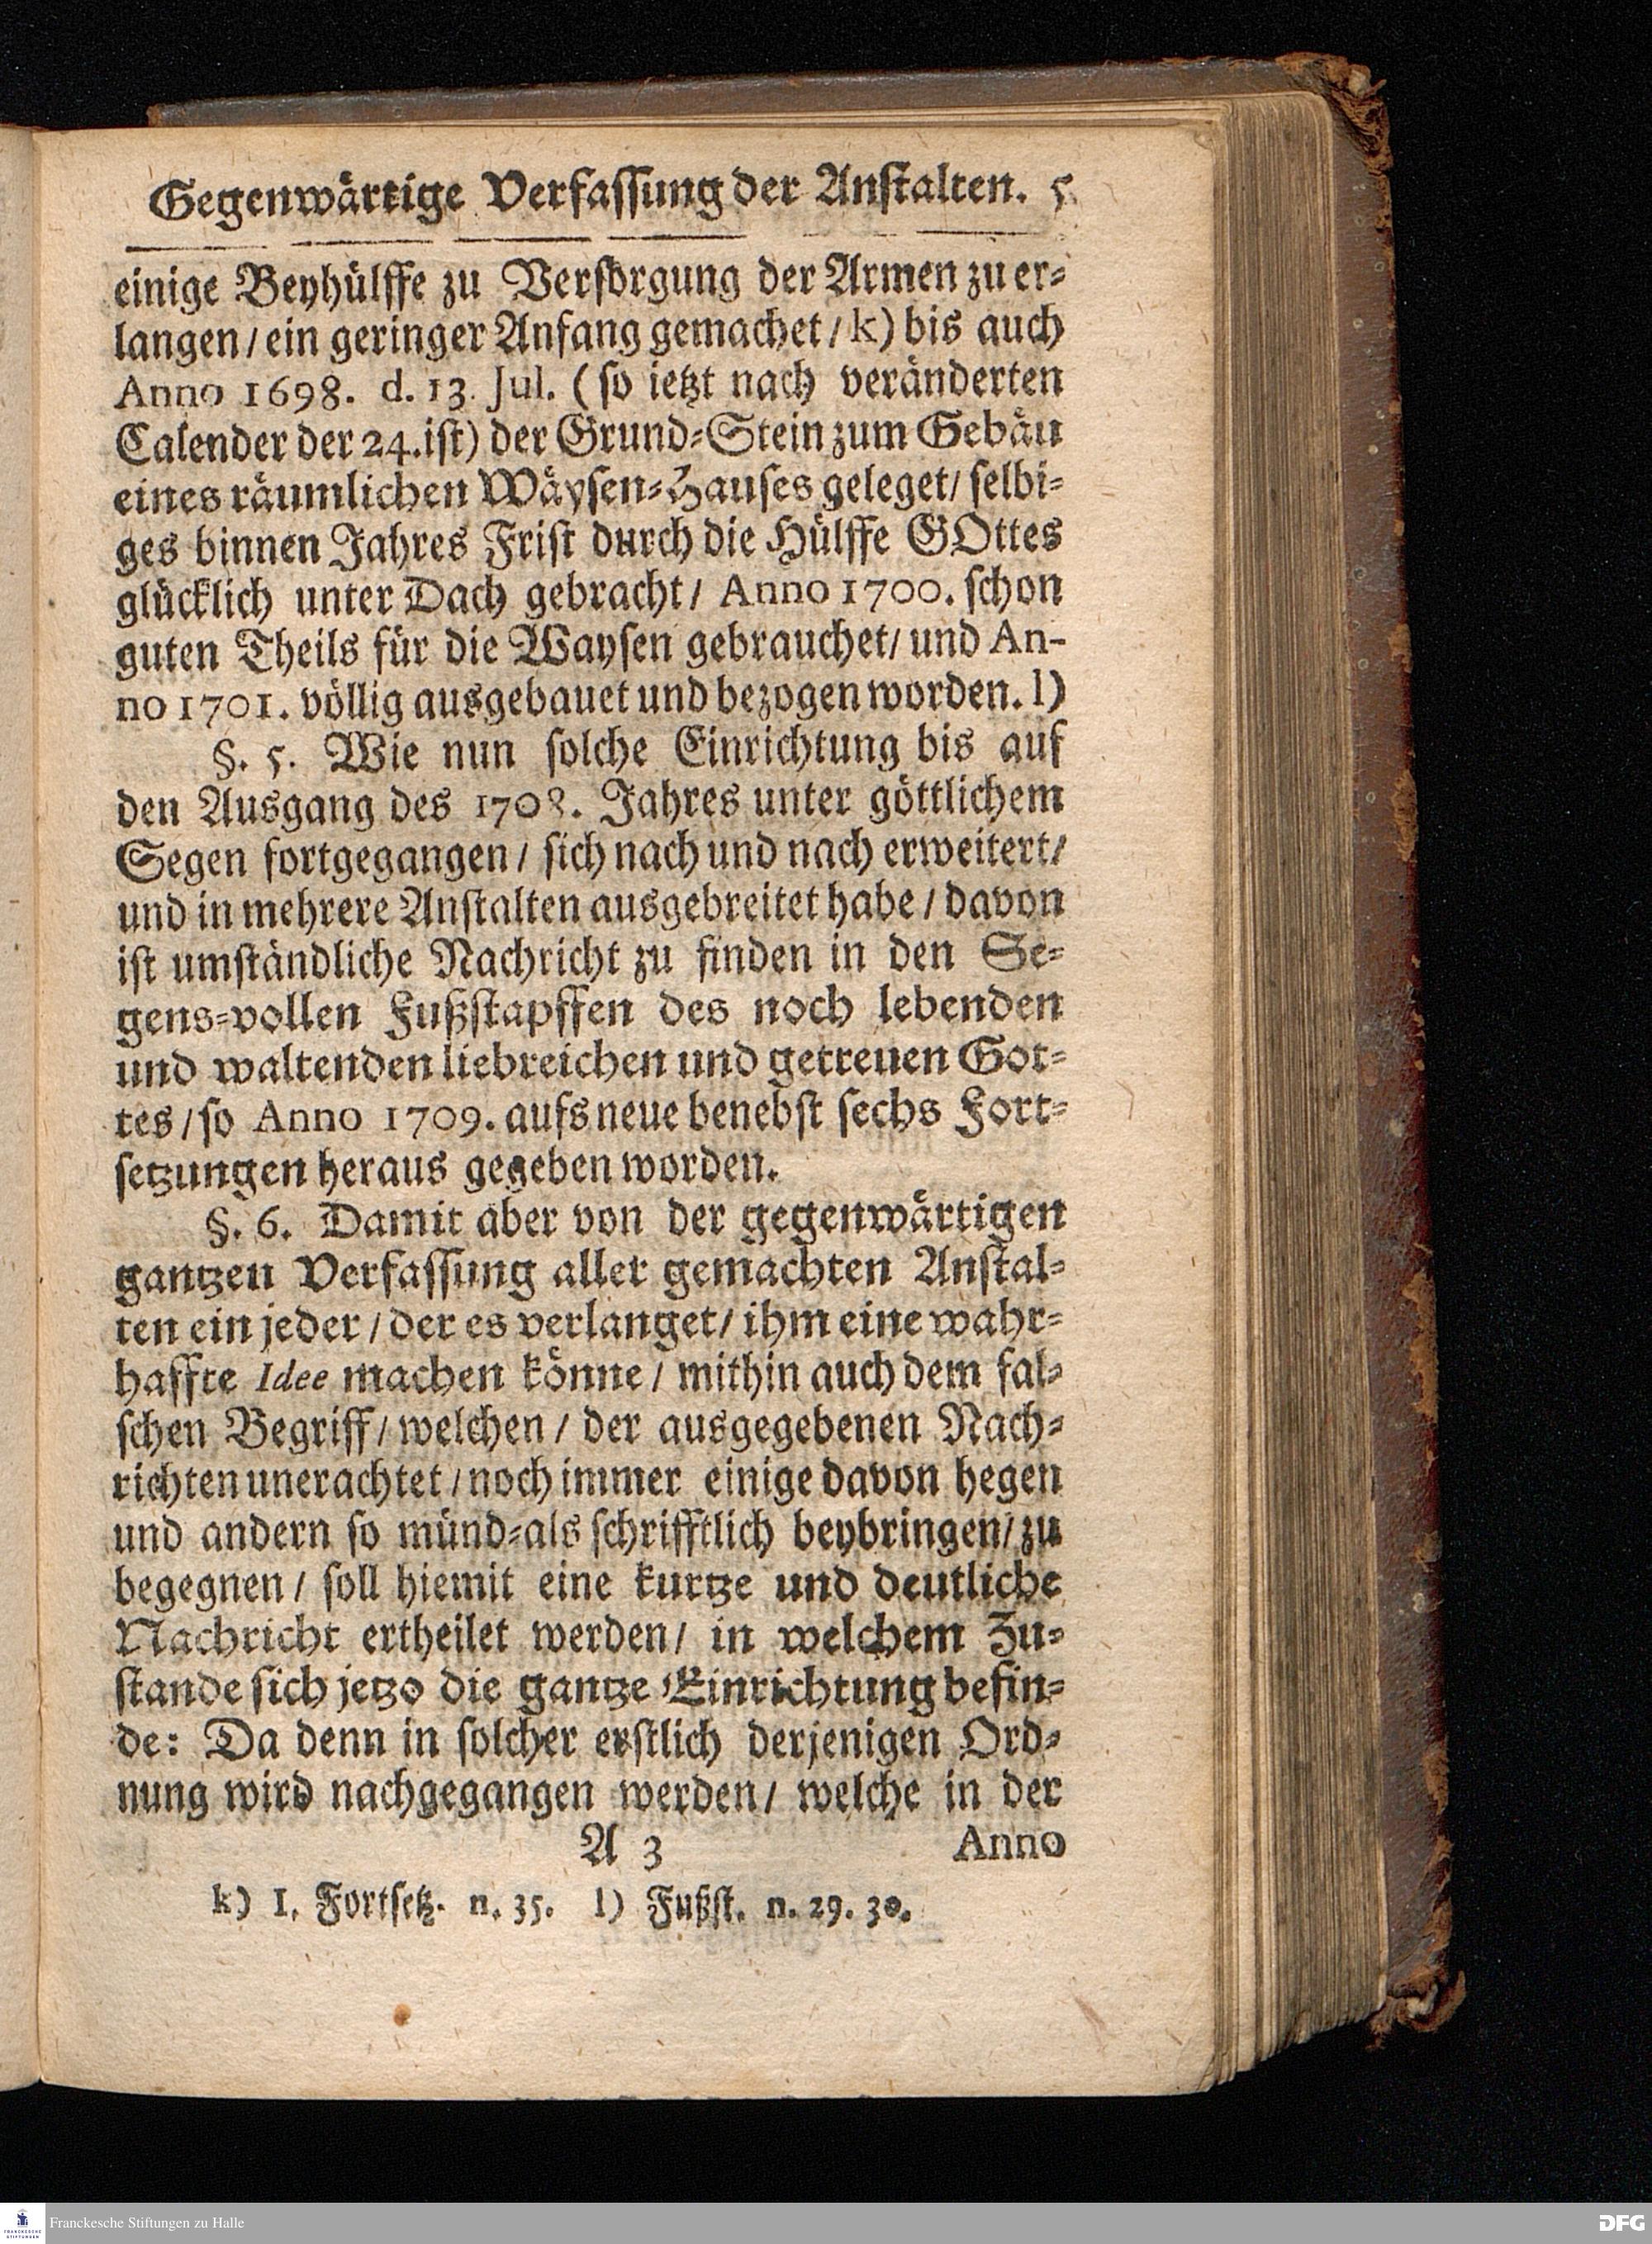 Gegenwärtige Verfassung der Anstalten. 5
einige Beyhülffe zu Versorgung der Armen zu er-
langen / ein geringer Anfang gemachet / k) bis auch
Anno 1698. d. 13. Jul. ( so ietzt nach veränderten
Calender der 24. ist) der Grund-Stein zum Gebäu
eines räumlichen Wäysen-Hauses geleget / selbi-
ges binnen Jahres Frist durch die Hülffe GOttes
glücklich unter Dach gebracht / Anno 1700. schon
guten Theils für die Waysen gebrauchet / und An-
no 1701. völlig ausgebauet und bezogen worden. l)
§. 5. Wie nun solche Einrichtung bis auf
den Ausgang des 1708. Jahres unter göttlichem
Segen fortgegangen / sich nach und nach erweitert /
und in mehrere Anstalten ausgebreitet habe / davon
ist umständliche Nachricht zu finden in den Se-
gens-vollen Fußstapffen des noch lebenden
und waltenden liebreichen und getreuen Got-
tes / so Anno 1709. aufs neue benebst sechs Fort-
setzungen heraus gegeben worden.
§. 6. Damit aber von der gegenwärtigen
gantzen Verfassung aller gemachten Anstal-
ten ein jeder / der es verlanget / ihm eine wahr-
haffte Idee machen könne / mithin auch dem fal-
schen Begriff / welchen / der ausgegebenen Nach-
richten unerachtet / noch immer einige davon hegen
und andern so münd-als schrifftlich beybringen / zu
begegnen / soll hiemit eine kurtze und deutliche
Nachricht ertheilet werden / in welchem Zu-
stande sich jetzo die gantze Einrichtung befin-
de: Da denn in solcher erstlich derjenigen Ord-
nung wird nachgegangen werden / welche in der
A 3 Anno
k) I. Fortsetz. n. 35. l) Fußst. n. 29. 30.
FRANCKESCHE STIFTUNGEN
Franckesche Stiftungen zu Halle
DFG